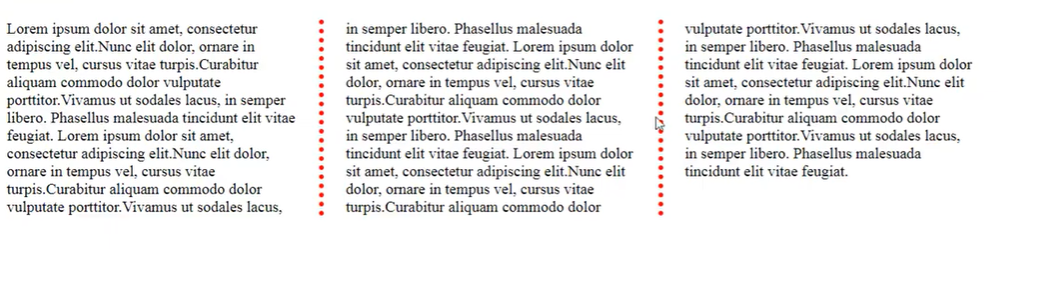 Lorem ipsum dolor sit amet, consectetur
adipiscing elit.Nunc elit dolor, ornare in
tempus vel, cursus vitae turpis.Curabitur
aliquam commodo dolor vulputate
porttitor.Vivamus ut sodales lacus, in semper
libero. Phasellus malesuada tincidunt elit vitae
feugiat. Lorem ipsum dolor sit amet,
consectetur adipiscing elit.Nunc elit dolor,
ornare in tempus vel, cursus vitae
turpis.Curabitur aliquam commodo dolor
vulputate porttitor.Vivamus ut sodales lacus,
in semper libero. Phasellus malesuada
tincidunt elit vitae feugiat. Lorem ipsum dolor
sit amet, consectetur adipiscing elit.Nunc elit
dolor, ornare in tempus vel, cursus vitae
turpis.Curabitur aliquam commodo dolor
vulputate porttitor.Vivamus ut sodales lacus,
in semper libero. Phasellus malesuada
tincidunt elit vitae feugiat. Lorem ipsum dolor
sit amet, consectetur adipiscing elit.Nunc elit
dolor, ornare in tempus vel, cursus vitae
turpis.Curabitur aliquam commodo dolor
vulputate porttitor.Vivamus ut sodales lacus,
in semper libero. Phasellus malesuada
tincidunt elit vitae feugiat. Lorem ipsum dolor
sit amet, consectetur adipiscing elit.Nunc elit
dolor, ornare in tempus vel, cursus vitae
turpis.Curabitur aliquam commodo dolor
vulputate porttitor.Vivamus ut sodales lacus,
in semper libero. Phasellus malesuada
tincidunt elit vitae feugiat.